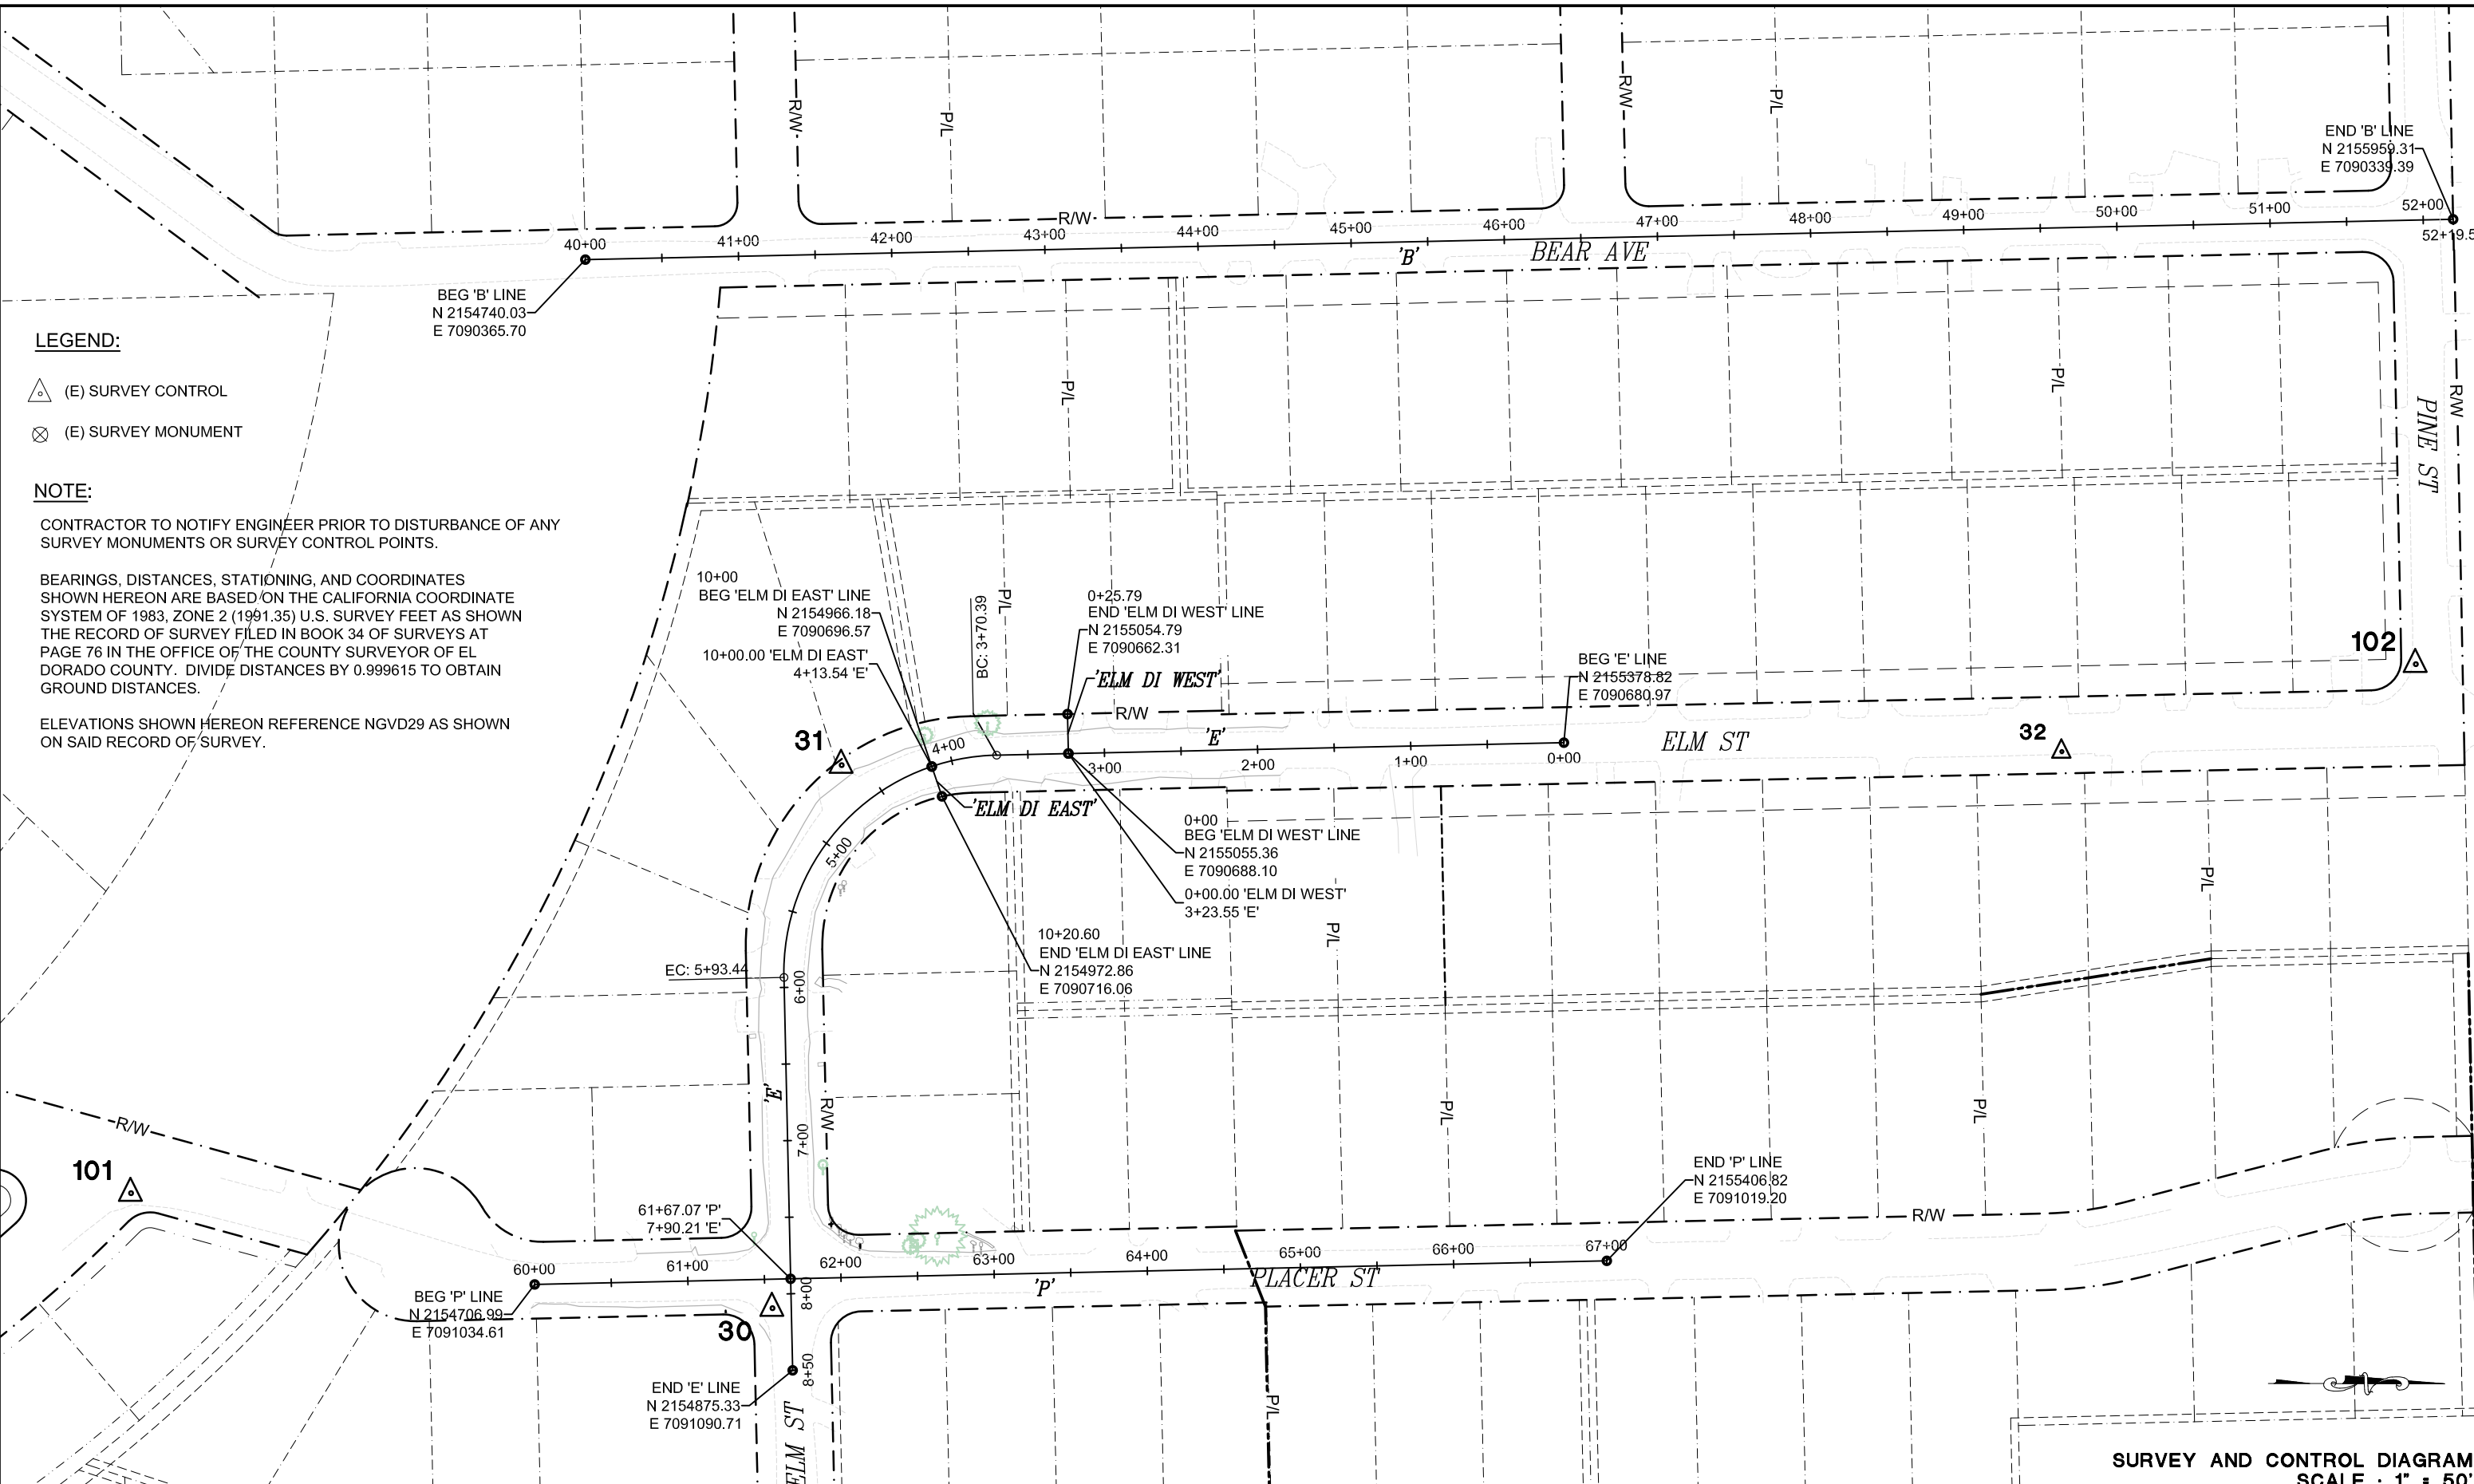 R/W
P/L
R/W
P/L
END 'B' LINE
N 2155959.31
E 7090339.39
R/W
40+00
41+00
42+00
43+00
44+00
45+00
46+00
47+00
48+00
49+00
50+00
51+00
52+00
52+19.5
'B'
BEAR AVE
BEG 'B' LINE
N 2154740.03
E 7090365.70
LEGEND:
(E) SURVEY CONTROL
(E) SURVEY MONUMENT
NOTE:
CONTRACTOR TO NOTIFY ENGINEER PRIOR TO DISTURBANCE OF ANY
SURVEY MONUMENTS OR SURVEY CONTROL POINTS.
BEARINGS, DISTANCES, STATIONING, AND COORDINATES
SHOWN HEREON ARE BASED ON THE CALIFORNIA COORDINATE
SYSTEM OF 1983, ZONE 2 (1991.35) U.S. SURVEY FEET AS SHOWN
THE RECORD OF SURVEY FILED IN BOOK 34 OF SURVEYS AT
PAGE 76 IN THE OFFICE OF THE COUNTY SURVEYOR OF EL
DORADO COUNTY. DIVIDE DISTANCES BY 0.999615 TO OBTAIN
GROUND DISTANCES.
ELEVATIONS SHOWN HEREON REFERENCE NGVD29 AS SHOWN
ON SAID RECORD OF SURVEY.
P/L
P/L
R/W
PINE ST
10+00
BEG 'ELM DI EAST' LINE
N 2154966.18
E 7090696.57
10+00.00 'ELM DI EAST'
4+13.54 'E'
BC: 3+70.39
P/L
0+25.79
END 'ELM DI WEST' LINE
N 2155054.79
E 7090662.31
'ELM DI WEST'
R/W
BEG 'E' LINE
N 2155378.82
E 7090680.97
102
31
32
4+00
'E'
ELM ST
3+00
2+00
1+00
0+00
'ELM DI EAST'
5+00
0+00
BEG 'ELM DI WEST' LINE
N 2155055.36
E 7090688.10
0+00.00 'ELM DI WEST'
3+23.55 'E'
P/L
P/L
10+20.60
END 'ELM DI EAST' LINE
N 2154972.86
E 7090716.06
EC: 5+93.44
6+00
'E'
R/W
7+00
P/L
P/L
R/W
101
61+67.07 'P'
7+90.21 'E'
END 'P' LINE
N 2155406.82
E 7091019.20
R/W
60+00
61+00
62+00
63+00
64+00
65+00
66+00
67+00
'P'
PLACER ST
8+00
BEG 'P' LINE
N 2154706.99
E 7091034.61
30
8+50
END 'E' LINE
N 2154875.33
E 7091090.71
ELM ST
P/L
SURVEY AND CONTROL DIAGRAM
SCALE : 1" = 50'